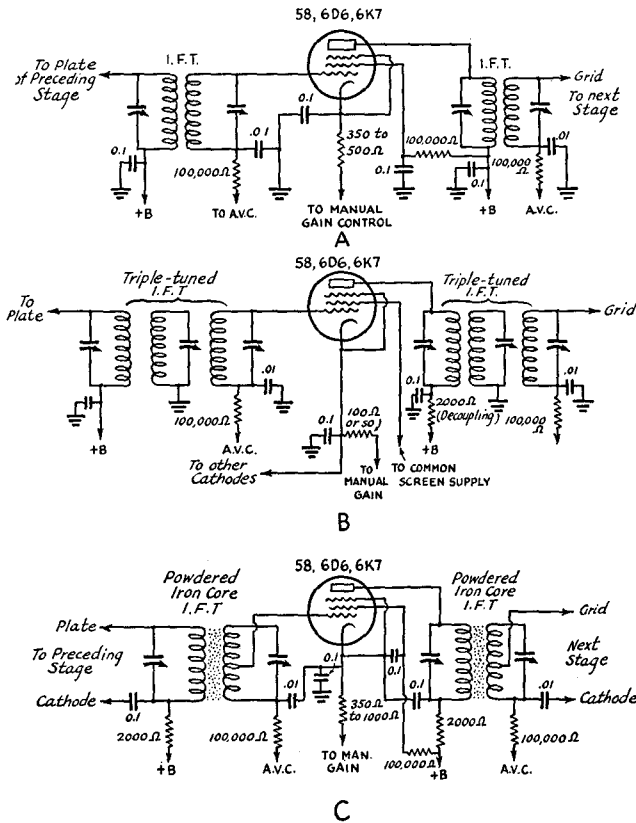 58, 6D6, 6K7
To Plate
of Preceding
Stage
I.F.T.
I.F.T.
Grid
To next
Stage
0.1
.01
0.1
350 to
500Ω
100,000Ω
0.1
0.1
100,000
Ω
.01
0.1
+B
100,000Ω
TO A.V.C.
TO MANUAL
GAIN CONTROL
+B
A.V.C.
A
58, 6D6, 6K7
Triple-tuned
I.F.T
Triple-tuned
I.F.T.
To
Plate
Grid
.01
0.1
100,000Ω
+B
A.V.C.
0.1
100Ω
or so)
0.1
2000Ω
(Decoupling)
100,000
Ω
.01
+B
To other
Cathodes
TO
MANUAL
GAIN
TO COMMON
SCREEN SUPPLY
B
58, 6D6, 6K7
Powdered
Iron Core
I.F.T
Powdered
Iron Core
I.F.T
Plate
Grid
To Preceding
Stage
Next
Stage
Cathode
Cathode
0.1
2000Ω
.01
100,000Ω
0.1
0.1
350Ω
to 1000Ω
0.1
2000Ω
.01
100,000Ω
+B
A.V.C.
TO MAN.
GAIN
100,000Ω
+B
A.V.C.
C